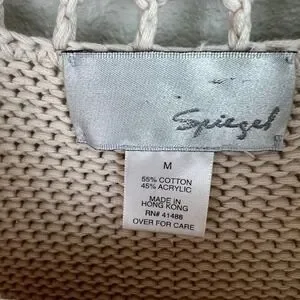 Spiegel
M
55% COTTON
45% ACRYLIC
MADE IN
HONG KONG
RN# 41486
OVER FOR CARE